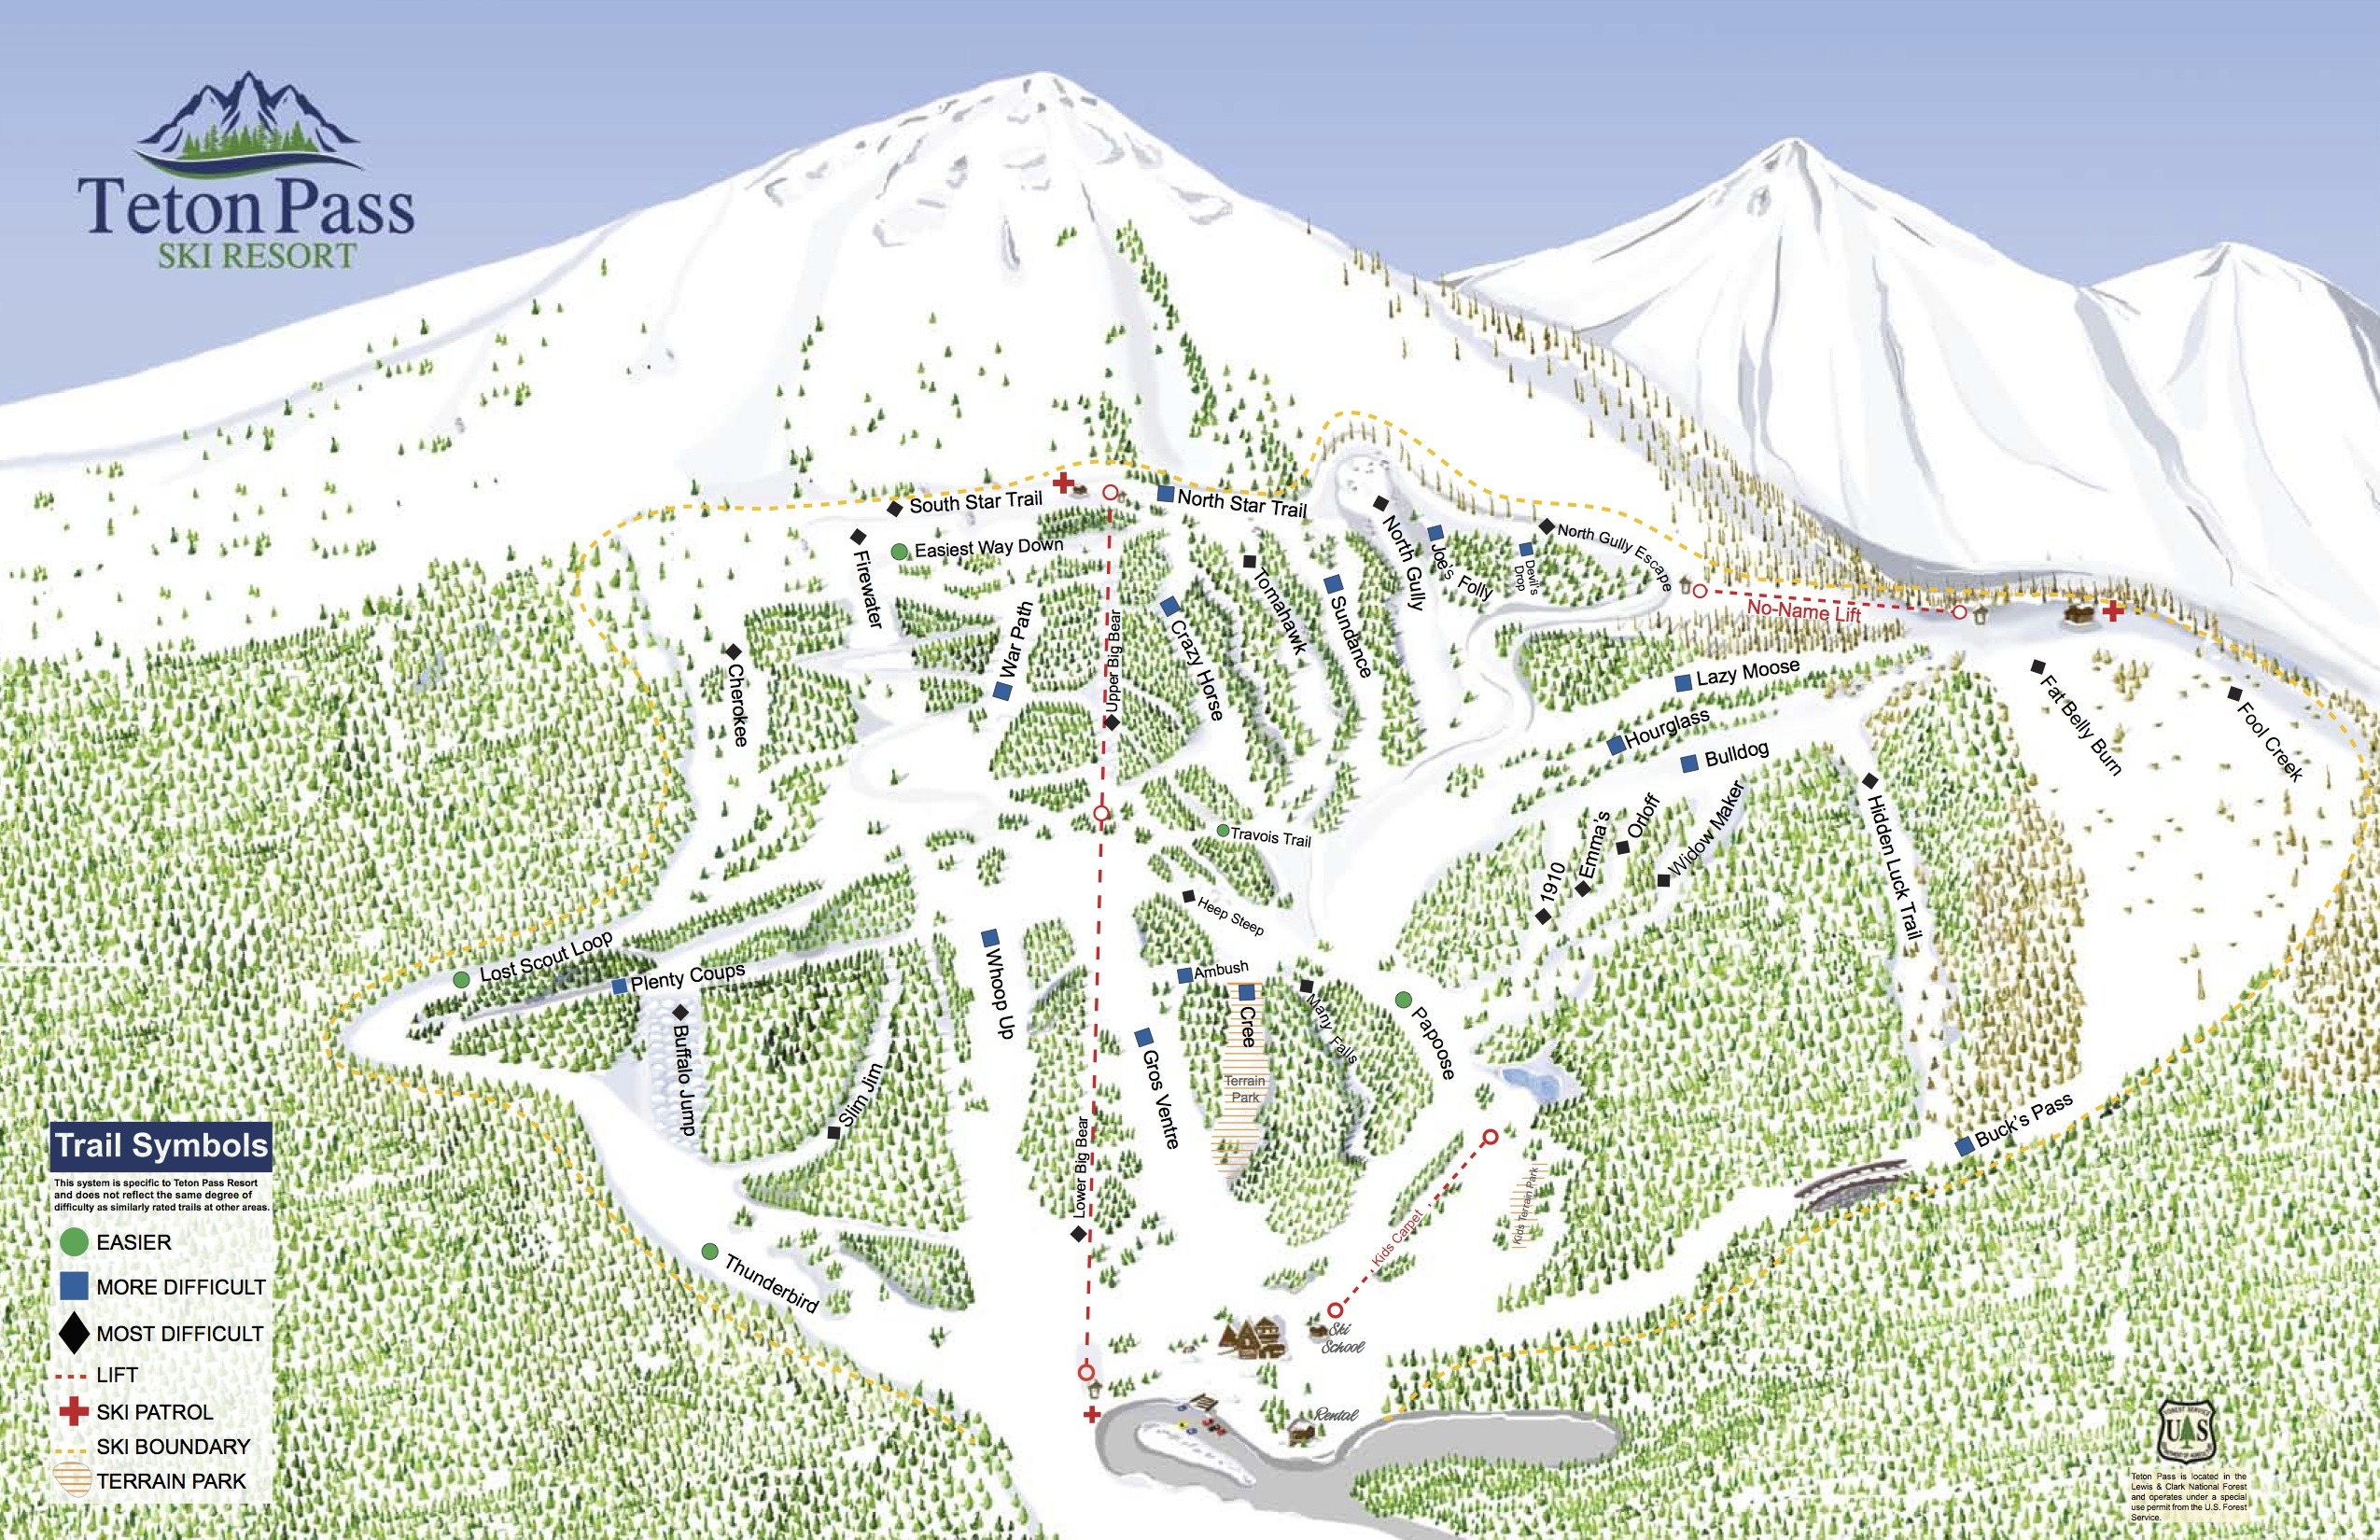 Teton Pass
SKI RESORT
South Star Trail
North Star Trail
Easiest Way Down
Firewater
North Gully
Joe's Folly
Devil's
Drop
North Gully Escape
No-Name Lift
Tomahawk
Sundance
War Path
Upper Big Bear
Crazy Horse
Cherokee
Lazy Moose
Hourglass
Bulldog
Fat Belly Burn
Fool Creek
Travois Trail
1910
Emma's
Orloff
Widow Maker
Hidden Luck Trail
Heep Steep
Lost Scout Loop
Plenty Coups
Whoop Up
Ambush
Cree
Many Falls
Papoose
Buffalo Jump
Slim Jim
Gros Ventre
Terrain
Park
Lower Big Bear
Buck's Pass
Kids Carpet
Kids Terrain Park
Thunderbird
Ski
School
Rental
Trail Symbols
This system is specific to Teton Pass Resort
and does not reflect the same degree of
difficulty as similarly rated trails at other areas.
EASIER
MORE DIFFICULT
MOST DIFFICULT
LIFT
SKI PATROL
SKI BOUNDARY
TERRAIN PARK
FOREST SERVICE
U S
DEPARTMENT OF AGRICULTURE
Teton Pass is located in the
Lewis & Clark National Forest
and operates under a special
use permit from the U.S. Forest
Service.